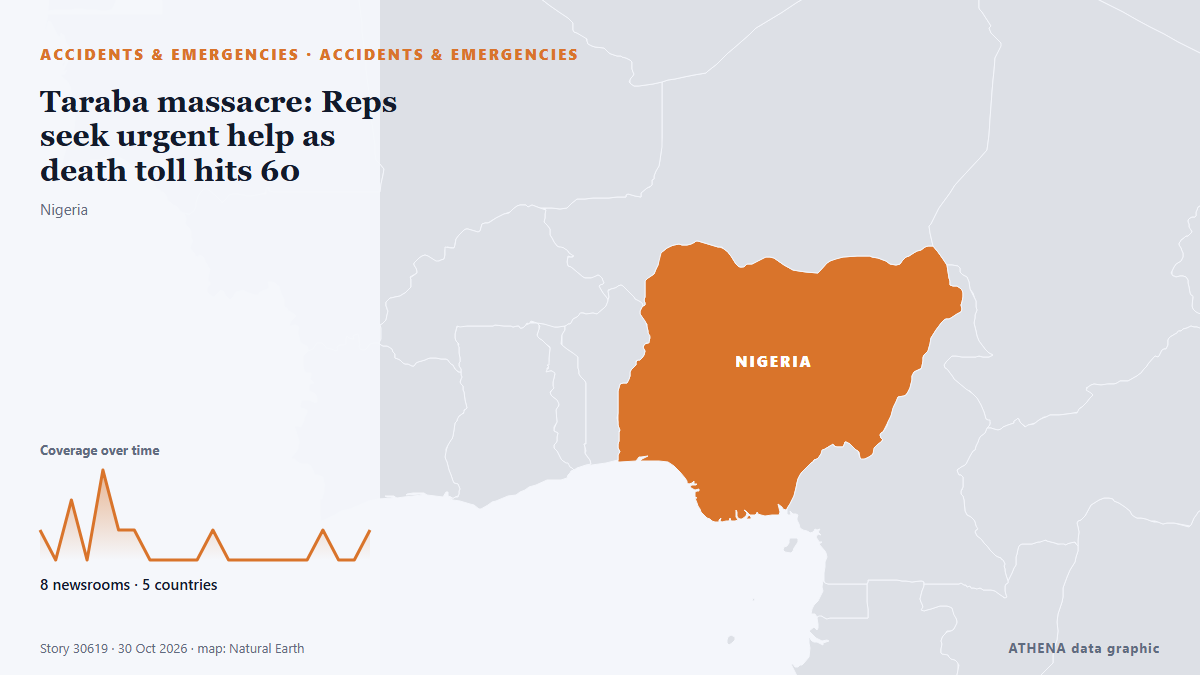 ACCIDENTS & EMERGENCIES · ACCIDENTS & EMERGENCIES
Taraba massacre: Reps
seek urgent help as
death toll hits 60
Nigeria
NIGERIA
Coverage over time
8 newsrooms · 5 countries
Story 30619 · 30 Oct 2026 · map: Natural Earth
ATHENA data graphic